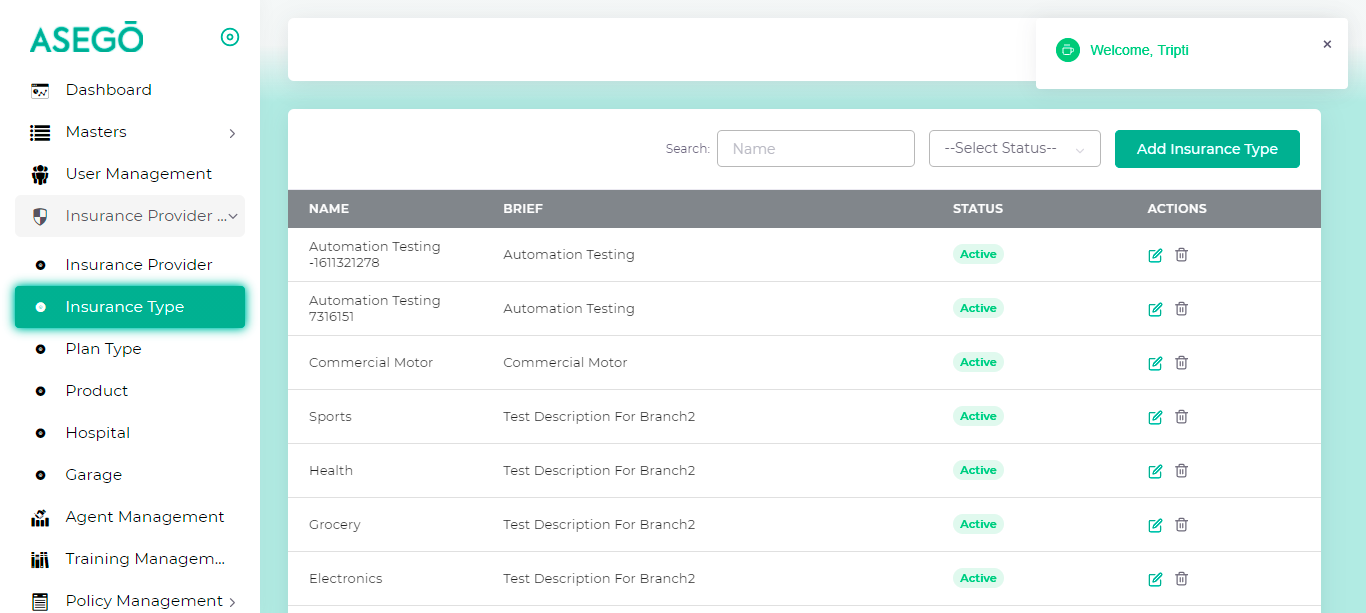 ASEGŌ
Dashboard
Masters
User Management
Insurance Provider ...
Insurance Provider
Insurance Type
Plan Type
Product
Hospital
Garage
Agent Management
Training Managem...
Policy Management
Welcome, Tripti
Search: Name --Select Status-- Add Insurance Type
NAME BRIEF STATUS ACTIONS
Automation Testing
-1611321278 Automation Testing Active
Automation Testing
7316151 Automation Testing Active
Commercial Motor Commercial Motor Active
Sports Test Description For Branch2 Active
Health Test Description For Branch2 Active
Grocery Test Description For Branch2 Active
Electronics Test Description For Branch2 Active